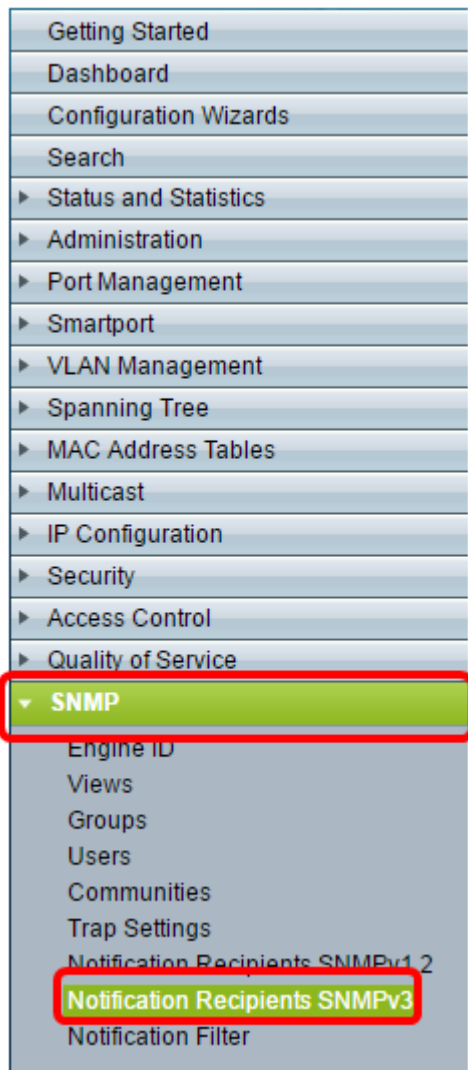 Getting Started
Dashboard
Configuration Wizards
Search
Status and Statistics
Administration
Port Management
Smartport
VLAN Management
Spanning Tree
MAC Address Tables
Multicast
IP Configuration
Security
Access Control
Quality of Service
SNMP
Engine ID
Views
Groups
Users
Communities
Trap Settings
Notification Recipients SNMPv1,2
Notification Recipients SNMPv3
Notification Filter